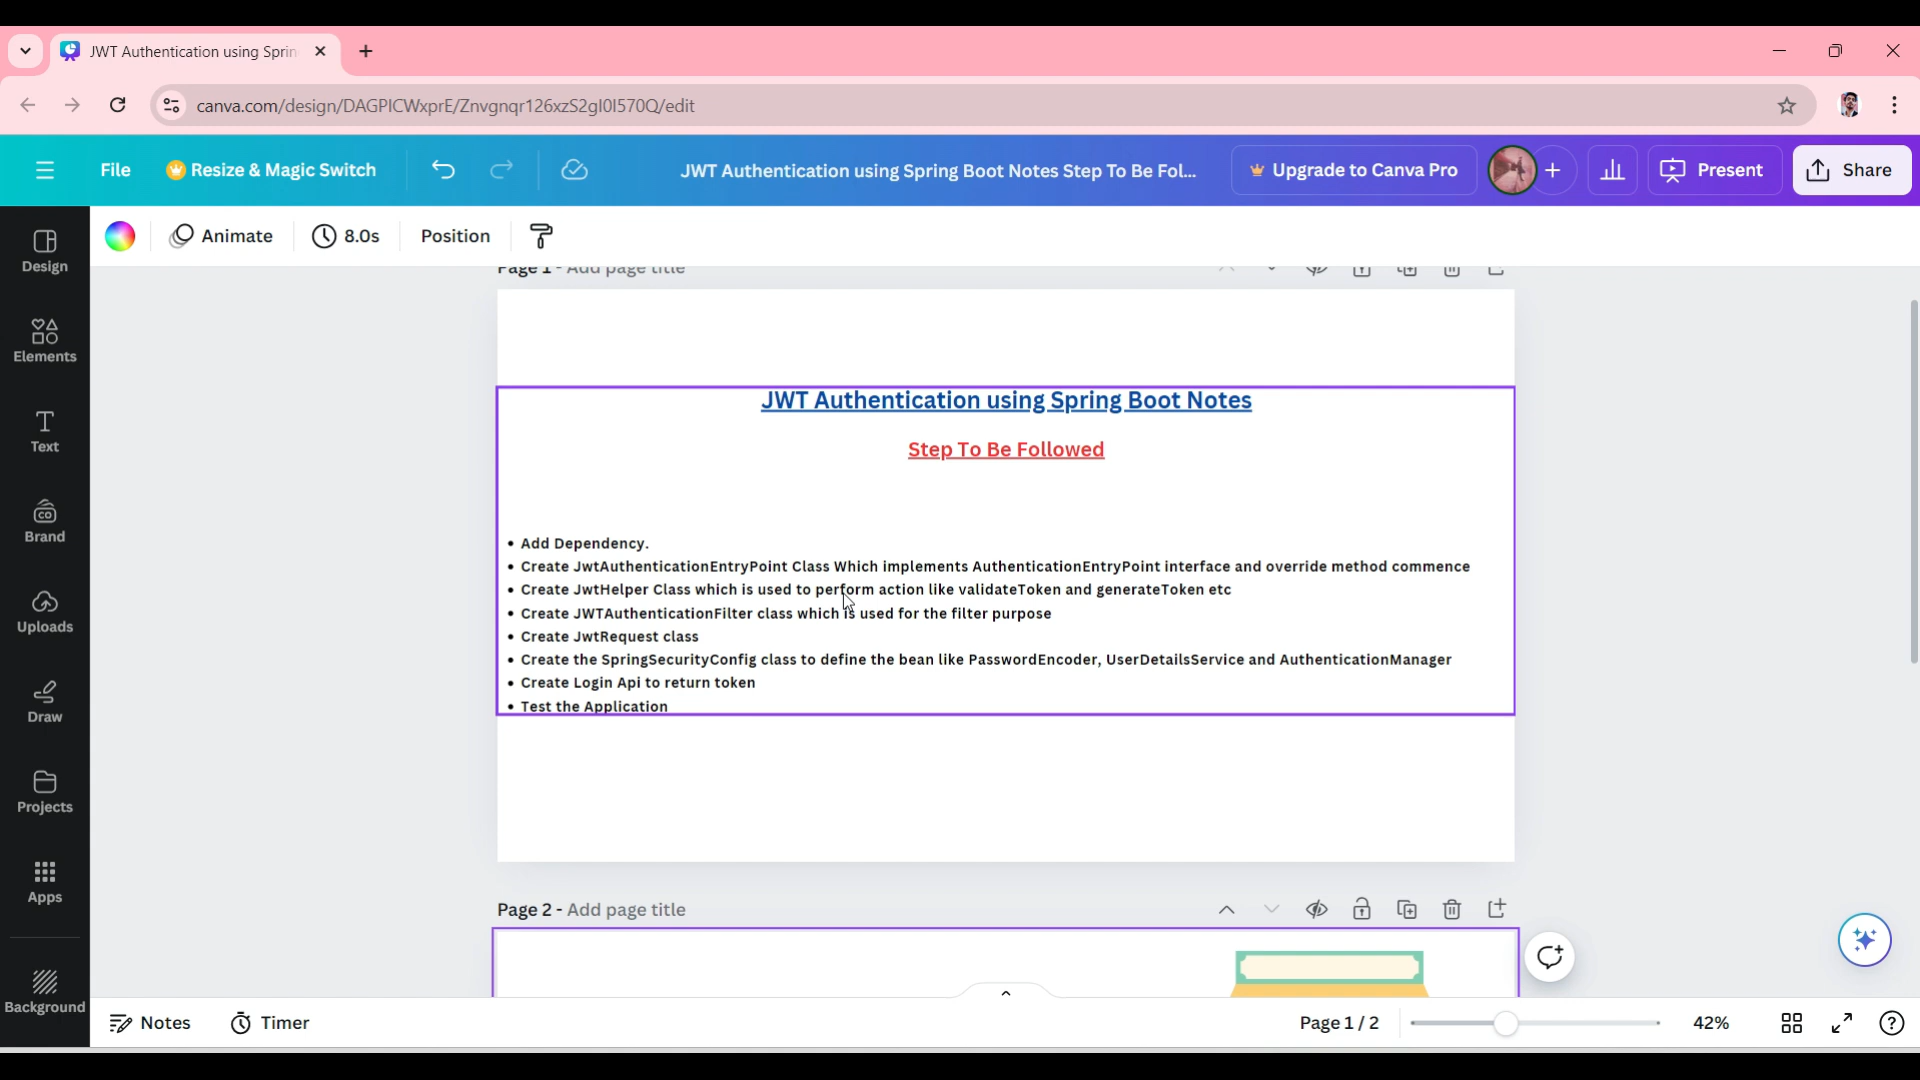 JWT Authentication using Sprin
canva.com/design/DAGPICWxprE/Znvgnqr126xzS2gl0I570Q/edit
File
Resize & Magic Switch
JWT Authentication using Spring Boot Notes Step To Be Fol...
Upgrade to Canva Pro
Present
Share
Animate
8.0s
Position
Design
Elements
Text
Brand
Uploads
Draw
Projects
Apps
Background
Page 1 - Add page title
JWT Authentication using Spring Boot Notes
Step To Be Followed
• Add Dependency.
• Create JwtAuthenticationEntryPoint Class Which implements AuthenticationEntryPoint interface and override method commence
• Create JwtHelper Class which is used to perform action like validateToken and generateToken etc
• Create JWTAuthenticationFilter class which is used for the filter purpose
• Create JwtRequest class
• Create the SpringSecurityConfig class to define the bean like PasswordEncoder, UserDetailsService and AuthenticationManager
• Create Login Api to return token
• Test the Application
Page 2 - Add page title
Notes
Timer
Page 1 / 2
42%